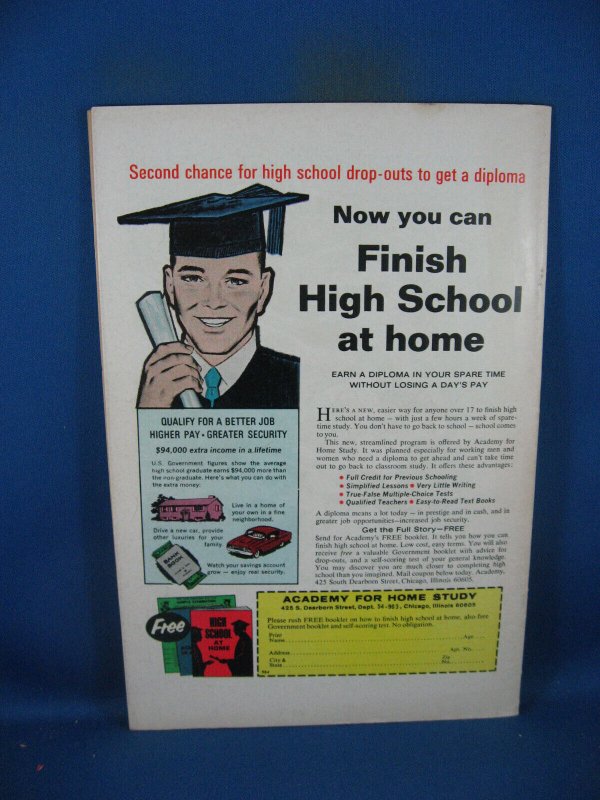 Second chance for high school drop-outs to get a diploma
Now you can
Finish
High School
at home
EARN A DIPLOMA IN YOUR SPARE TIME
WITHOUT LOSING A DAY'S PAY
HERE'S A NEW, easier way for anyone over 17 to finish high
school at home — with just a few hours a week of spare-
time study. You don't have to go back to school — school comes
to you.
This new, streamlined program is offered by Academy for
Home Study. It was planned especially for working men and
women who need a diploma to get ahead and can't take time
out to go back to classroom study. It offers these advantages:
• Full Credit for Previous Schooling
• Simplified Lessons • Very Little Writing
• True-False Multiple-Choice Tests
• Qualified Teachers • Easy-to-Read Text Books
A diploma means a lot today — in prestige and in cash, and in
greater job opportunities—increased job security.
Get the Full Story—FREE
Send for Academy's FREE booklet. It tells you how you can
finish high school at home. Low cost, easy terms. You will also
receive free a valuable Government booklet with advice for
drop-outs, and a self-scoring test of your general knowledge.
You may discover you are much closer to completing high
school than you imagined. Mail coupon below today. Academy,
425 South Dearborn Street, Chicago, Illinois 60605.
QUALIFY FOR A BETTER JOB
HIGHER PAY • GREATER SECURITY
$94,000 extra income in a lifetime
U.S. Government figures show the average
high school graduate earns $94,000 more than
the non-graduate. Here's what you can do with
the extra money:
Live in a home of
your own in a fine
neighborhood.
Drive a new car, provide
other luxuries for your
family.
BANK
BOOK
Watch your savings account
grow — enjoy real security.
Free
HIGH
SCHOOL
AT
HOME
ACADEMY FOR HOME STUDY
425 S. Dearborn Street, Dept. 54-903, Chicago, Illinois 60605
Please rush FREE booklet on how to finish high school at home, also free
Government booklet and self-scoring test. No obligation.
Print
Name Age
Address Apt. No.
City & Zip
State No.